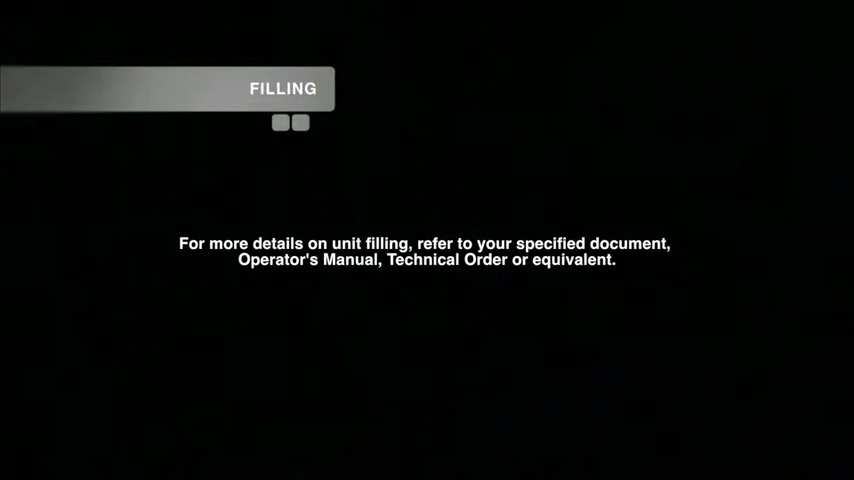 FILLING
For more details on unit filling, refer to your specified document,
Operator's Manual, Technical Order or equivalent.